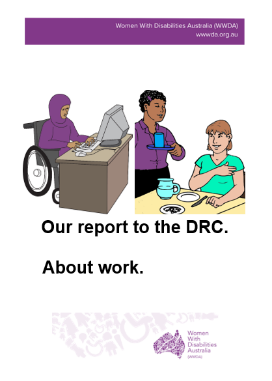 Women With Disabilities Australia (WWDA)
wwwda.org.au
Our report to the DRC.
About work.
Women
With
Disabilities
Australia
(WWDA)